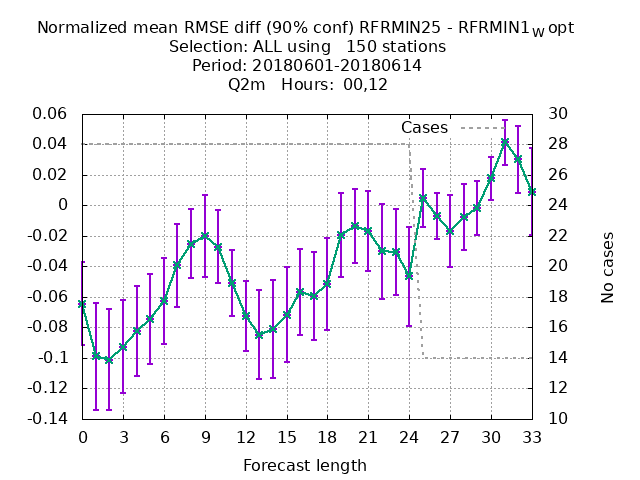 Normalized mean RMSE diff (90% conf) RFRMIN25 - RFRMIN1w opt
Selection: ALL using 150 stations
Period: 20180601-20180614
Q2m Hours: 00,12
Cases
0.06
0.04
0.02
0
-0.02
-0.04
-0.06
-0.08
-0.1
-0.12
-0.14
30
28
26
24
22
20
18
16
14
12
10
No cases
0 3 6 9 12 15 18 21 24 27 30 33
Forecast length